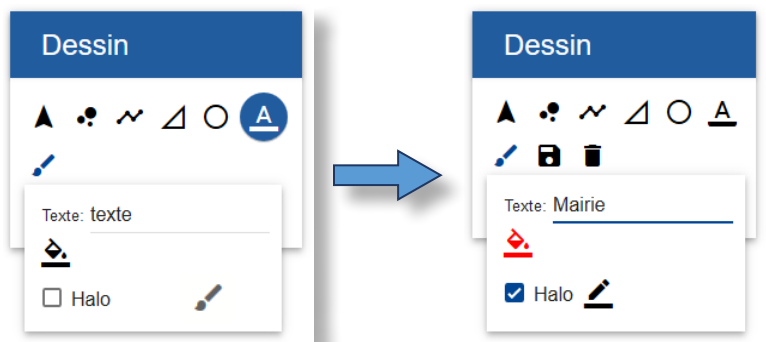 Dessin
A
Texte: texte
Halo
Dessin
A
Texte: Mairie
Halo